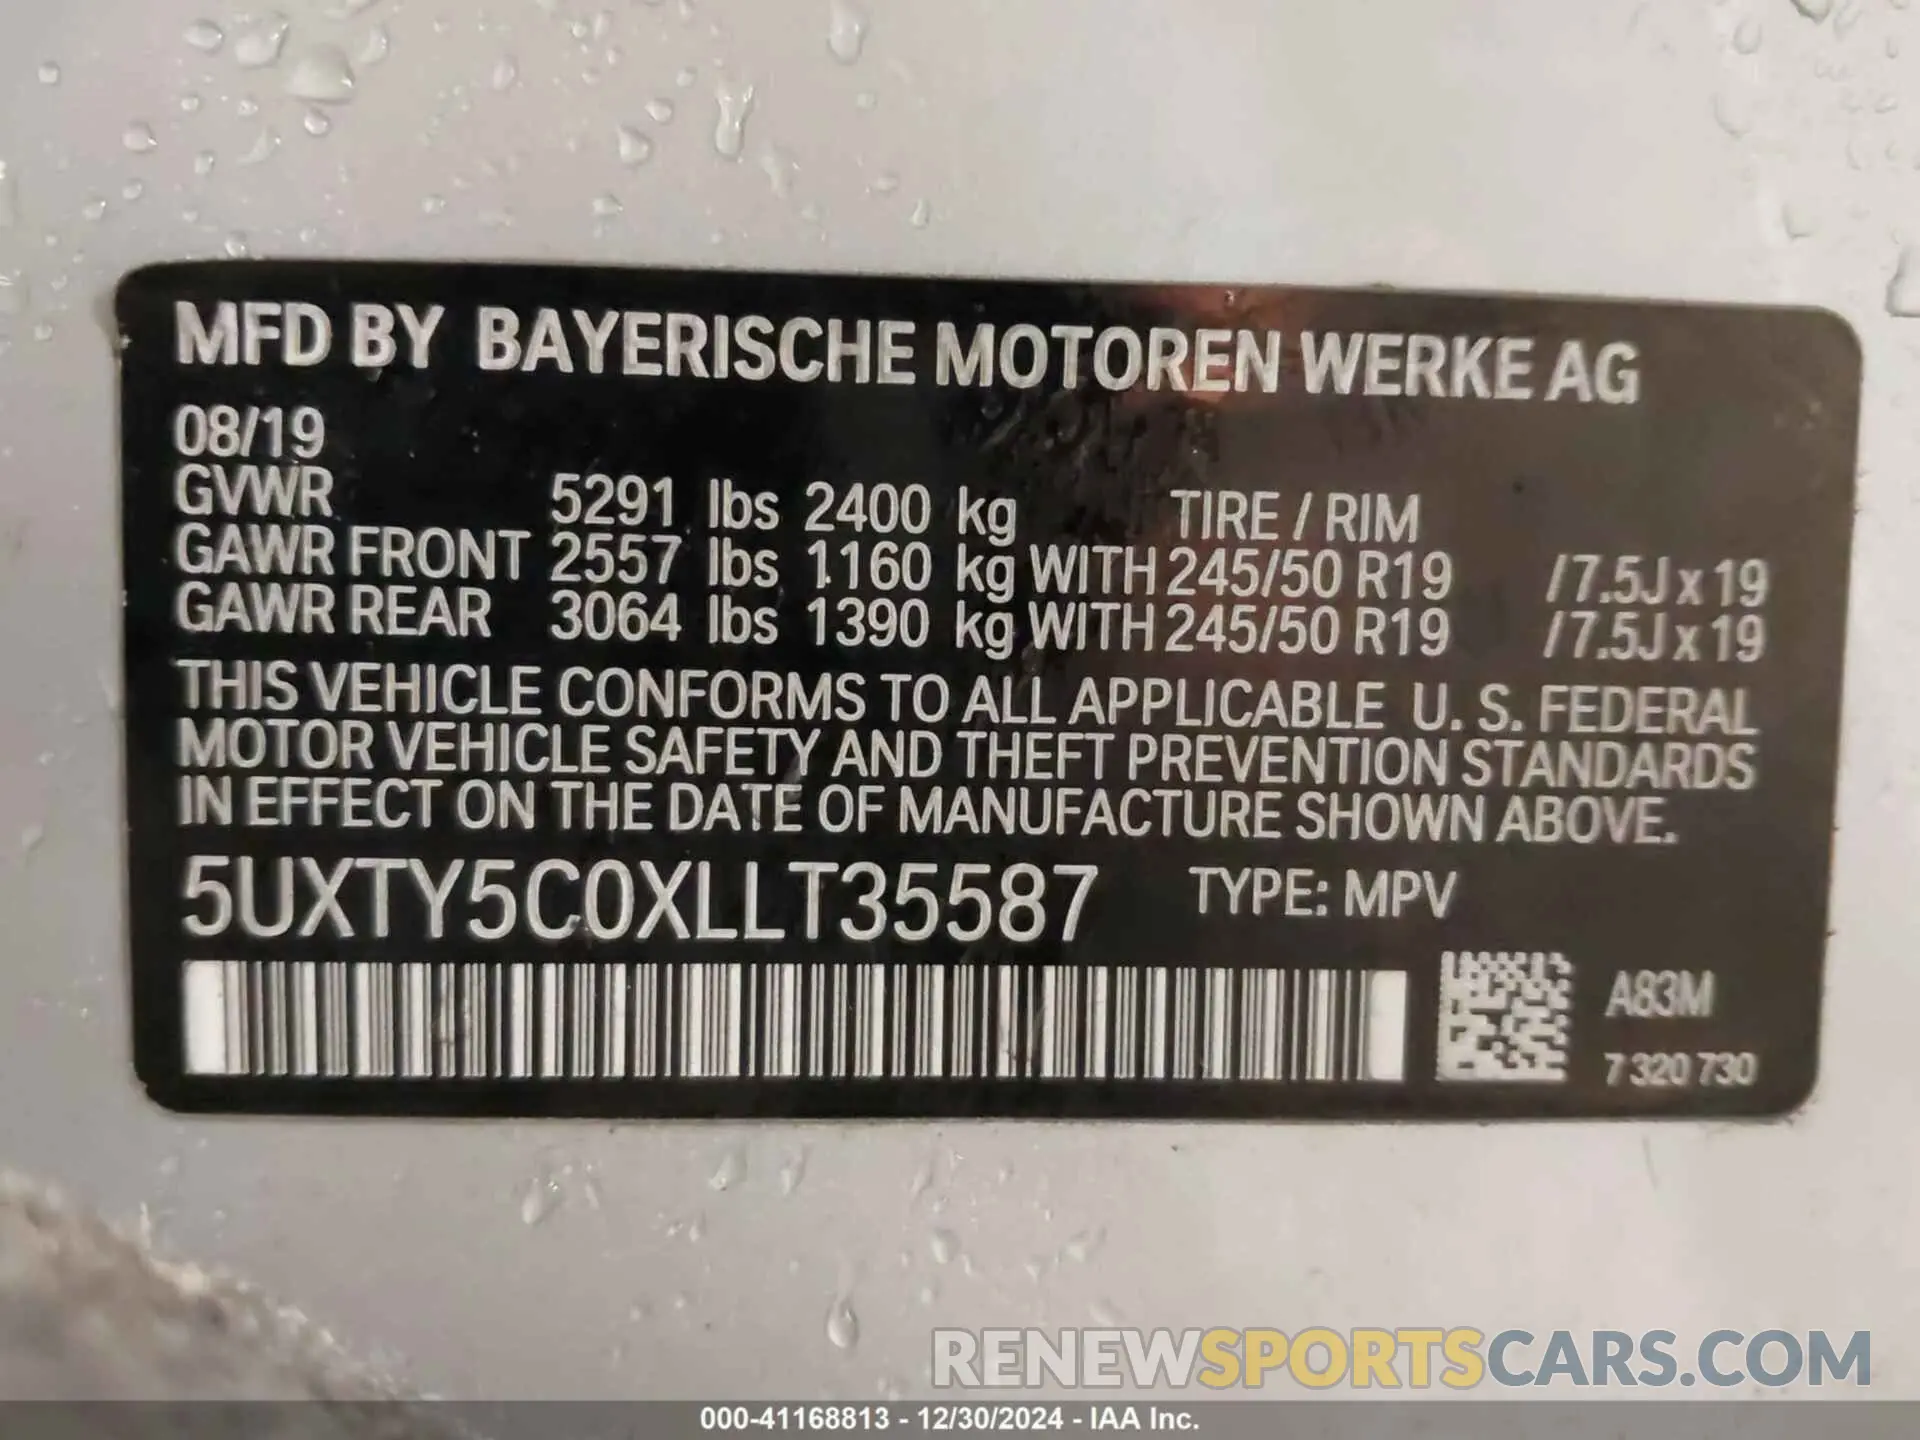 MFD BY BAYERISCHE MOTOREN WERKE AG
08/19
GVWR 5291 lbs 2400 kg TIRE / RIM
GAWR FRONT 2557 lbs 1160 kg WITH 245/50 R19 /7.5J x 19
GAWR REAR 3064 lbs 1390 kg WITH 245/50 R19 /7.5J x 19
THIS VEHICLE CONFORMS TO ALL APPLICABLE U. S. FEDERAL
MOTOR VEHICLE SAFETY AND THEFT PREVENTION STANDARDS
IN EFFECT ON THE DATE OF MANUFACTURE SHOWN ABOVE.
5UXTY5C0XLLT35587 TYPE: MPV
A83M
7 320 730
RENEWSPORTSCARS.COM
000-41168813 - 12/30/2024 - IAA Inc.